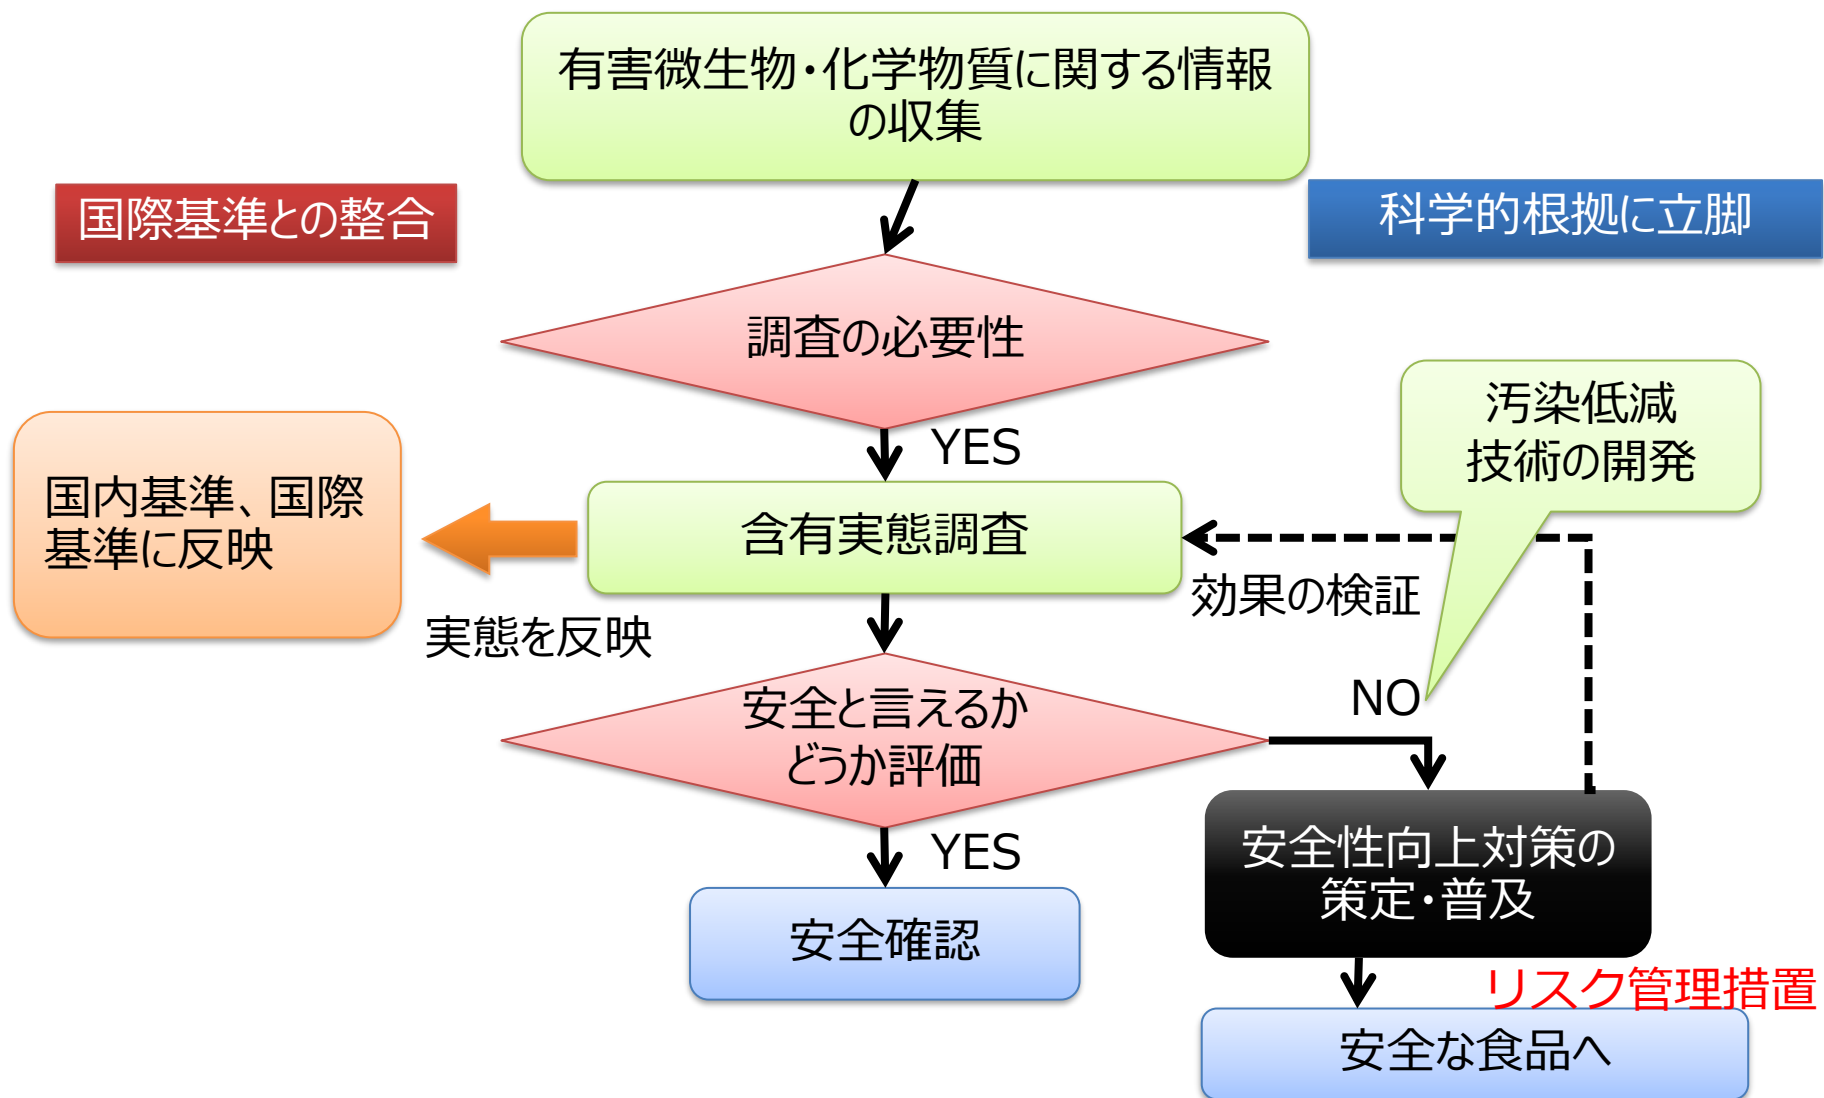 有害微生物・化学物質に関する情報
の収集
国際基準との整合
科学的根拠に立脚
調査の必要性
YES
汚染低減
技術の開発
国内基準、国際
基準に反映
含有実態調査
効果の検証
実態を反映
安全と言えるか
どうか評価
NO
YES
安全性向上対策の
策定・普及
安全確認
リスク管理措置
安全な食品へ